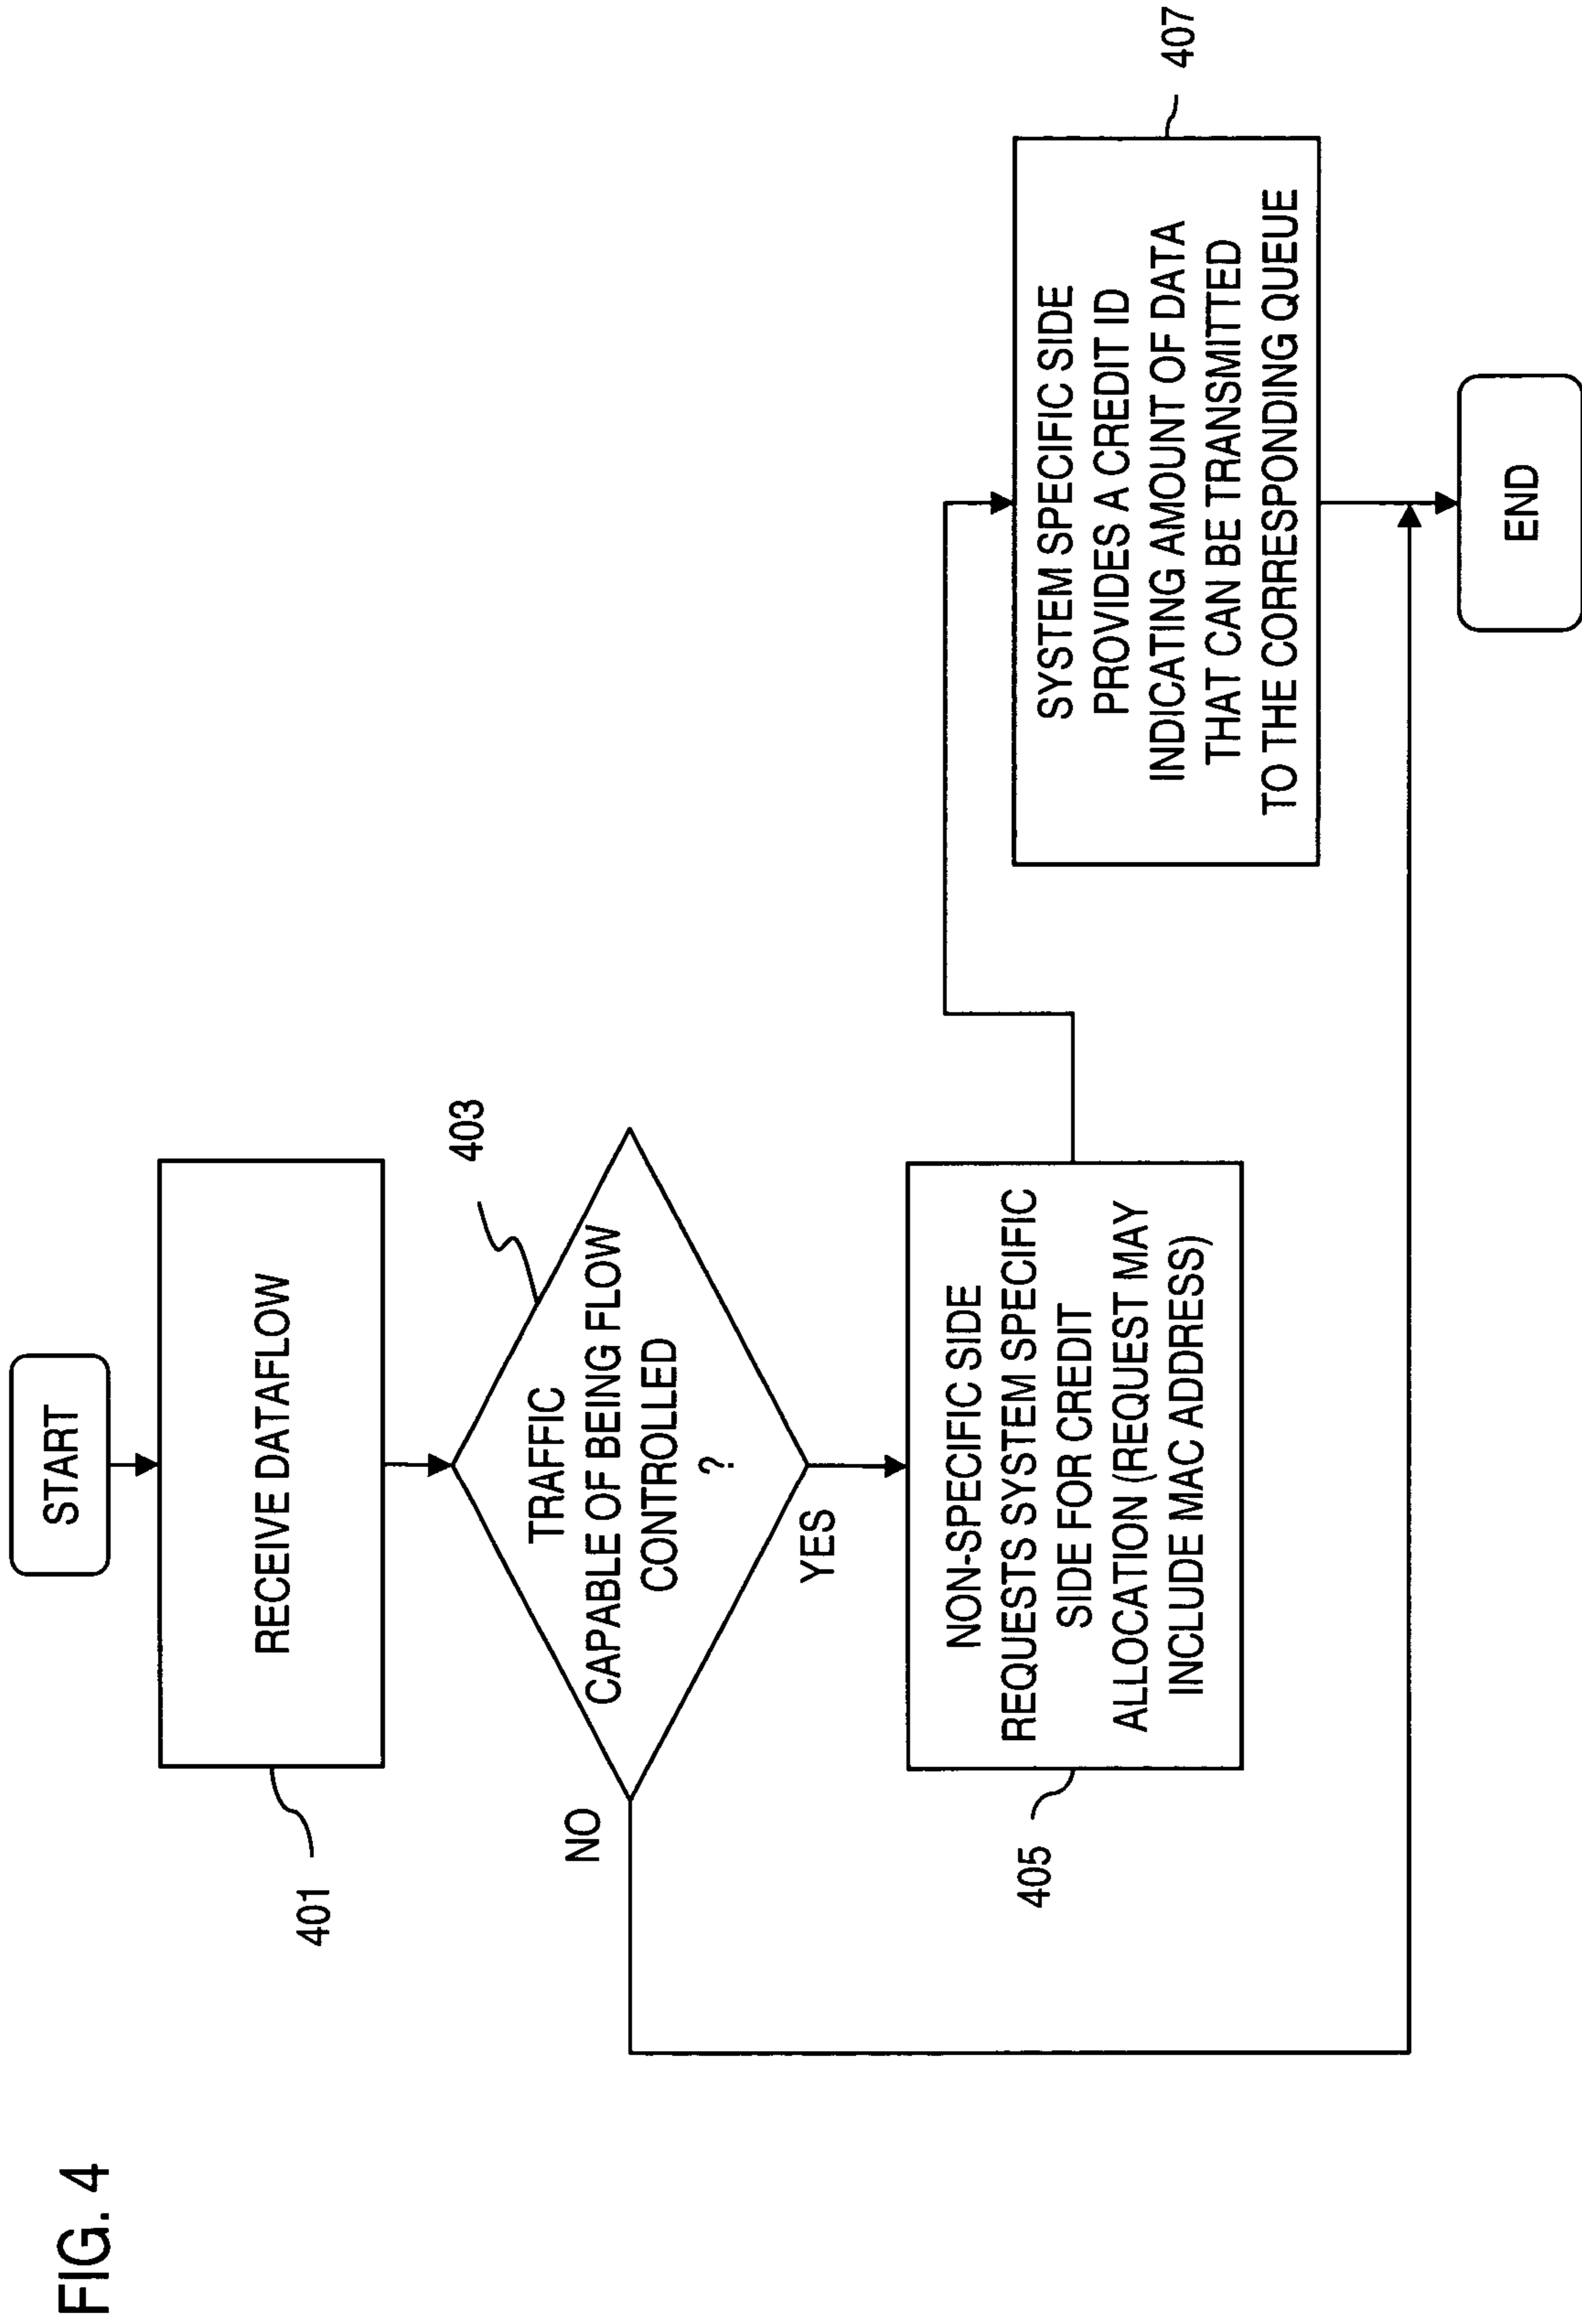 FIG. 4
START
RECEIVE DATAFLOW
401
TRAFFIC
CAPABLE OF BEING FLOW
CONTROLLED
?
403
NO
YES
NON-SPECIFIC SIDE
REQUESTS SYSTEM SPECIFIC
SIDE FOR CREDIT
ALLOCATION (REQUEST MAY
INCLUDE MAC ADDRESS)
405
SYSTEM SPECIFIC SIDE
PROVIDES A CREDIT ID
INDICATING AMOUNT OF DATA
THAT CAN BE TRANSMITTED
TO THE CORRESPONDING QUEUE
407
END